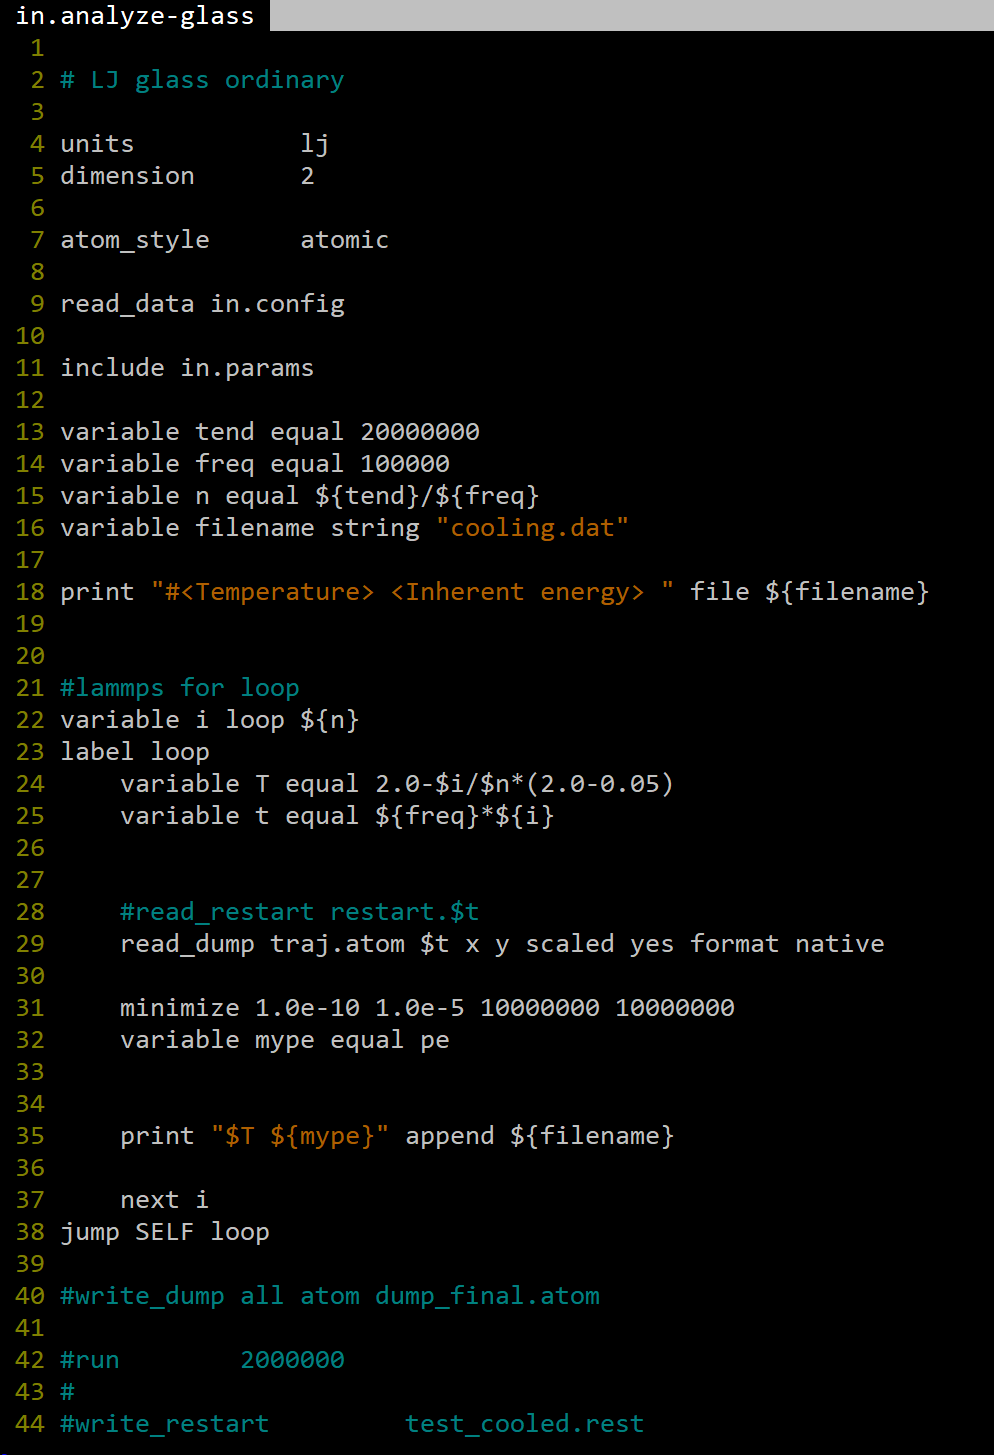 in.analyze-glass
1
2 # LJ glass ordinary
3
4 units           lj
5 dimension       2
6
7 atom_style      atomic
8
9 read_data in.config
10
11 include in.params
12
13 variable tend equal 20000000
14 variable freq equal 100000
15 variable n equal ${tend}/${freq}
16 variable filename string "cooling.dat"
17
18 print "#<Temperature> <Inherent energy> " file ${filename}
19
20
21 #lammps for loop
22 variable i loop ${n}
23 label loop
24     variable T equal 2.0-$i/$n*(2.0-0.05)
25     variable t equal ${freq}*${i}
26
27
28     #read_restart restart.$t
29     read_dump traj.atom $t x y scaled yes format native
30
31     minimize 1.0e-10 1.0e-5 10000000 10000000
32     variable mype equal pe
33
34
35     print "$T ${mype}" append ${filename}
36
37     next i
38 jump SELF loop
39
40 #write_dump all atom dump_final.atom
41
42 #run        2000000
43 #
44 #write_restart         test_cooled.rest